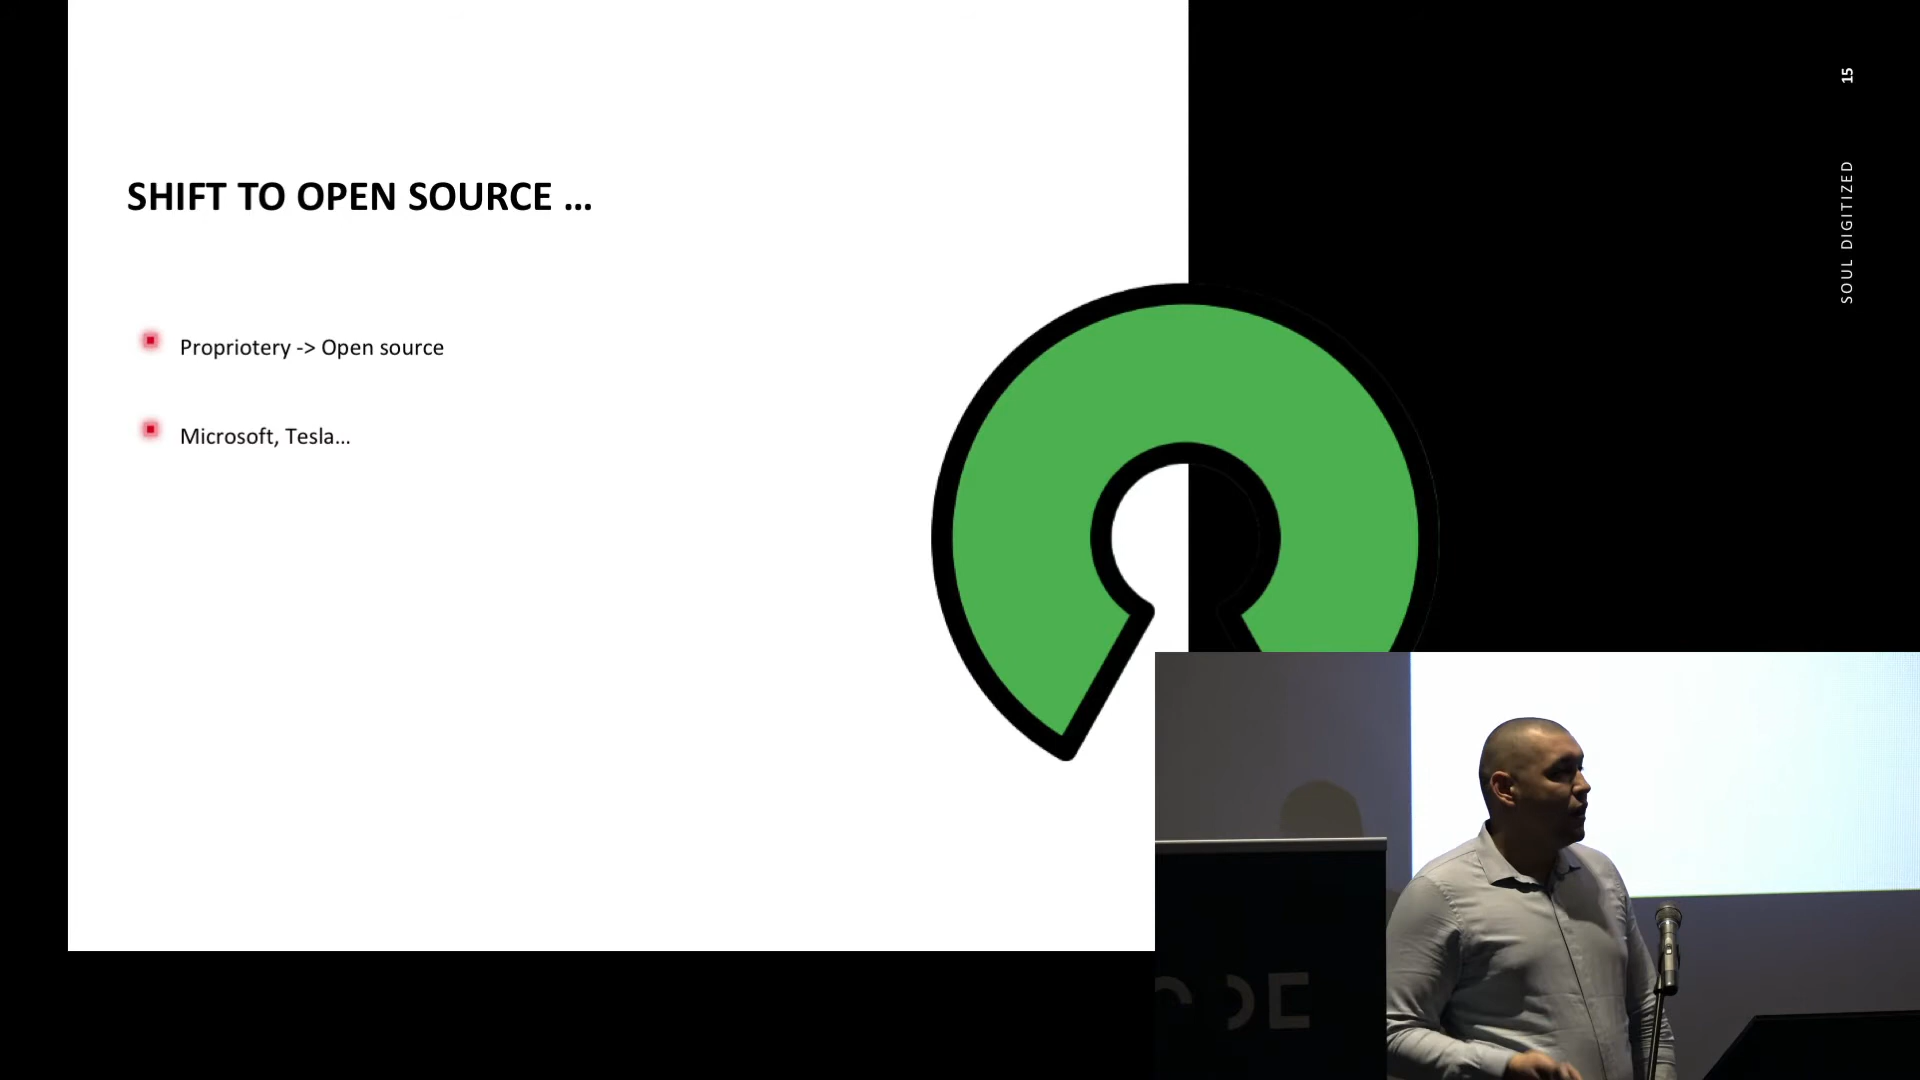 SHIFT TO OPEN SOURCE ...
Propriotery -> Open source
Microsoft, Tesla...
15
SOUL DIGITIZED